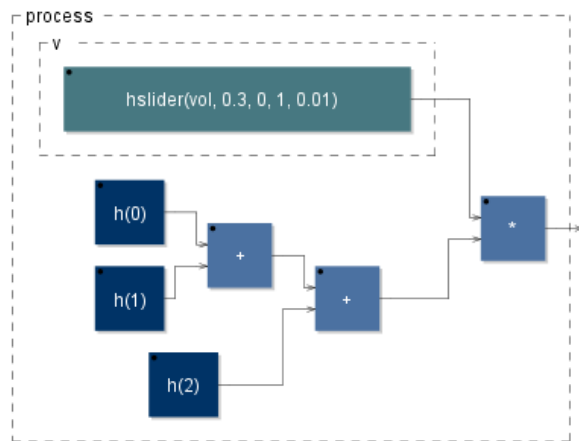 process
v
hslider(vol, 0.3, 0, 1, 0.01)
h(0)
h(1)
+
+
*
h(2)